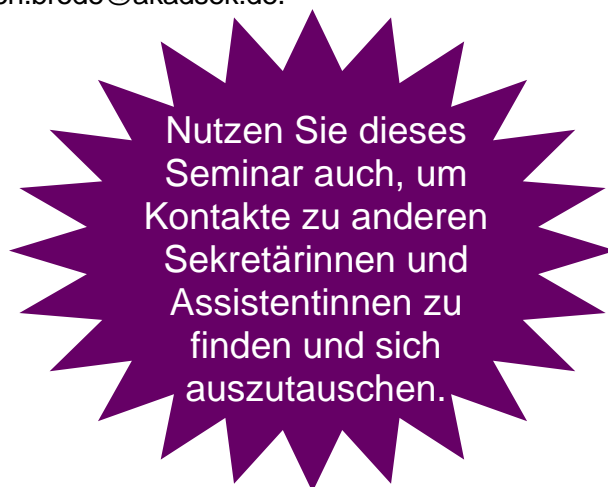 Nutzen Sie dieses
Seminar auch, um
Kontakte zu anderen
Sekretärinnen und
Assistentinnen zu
finden und sich
auszutauschen.